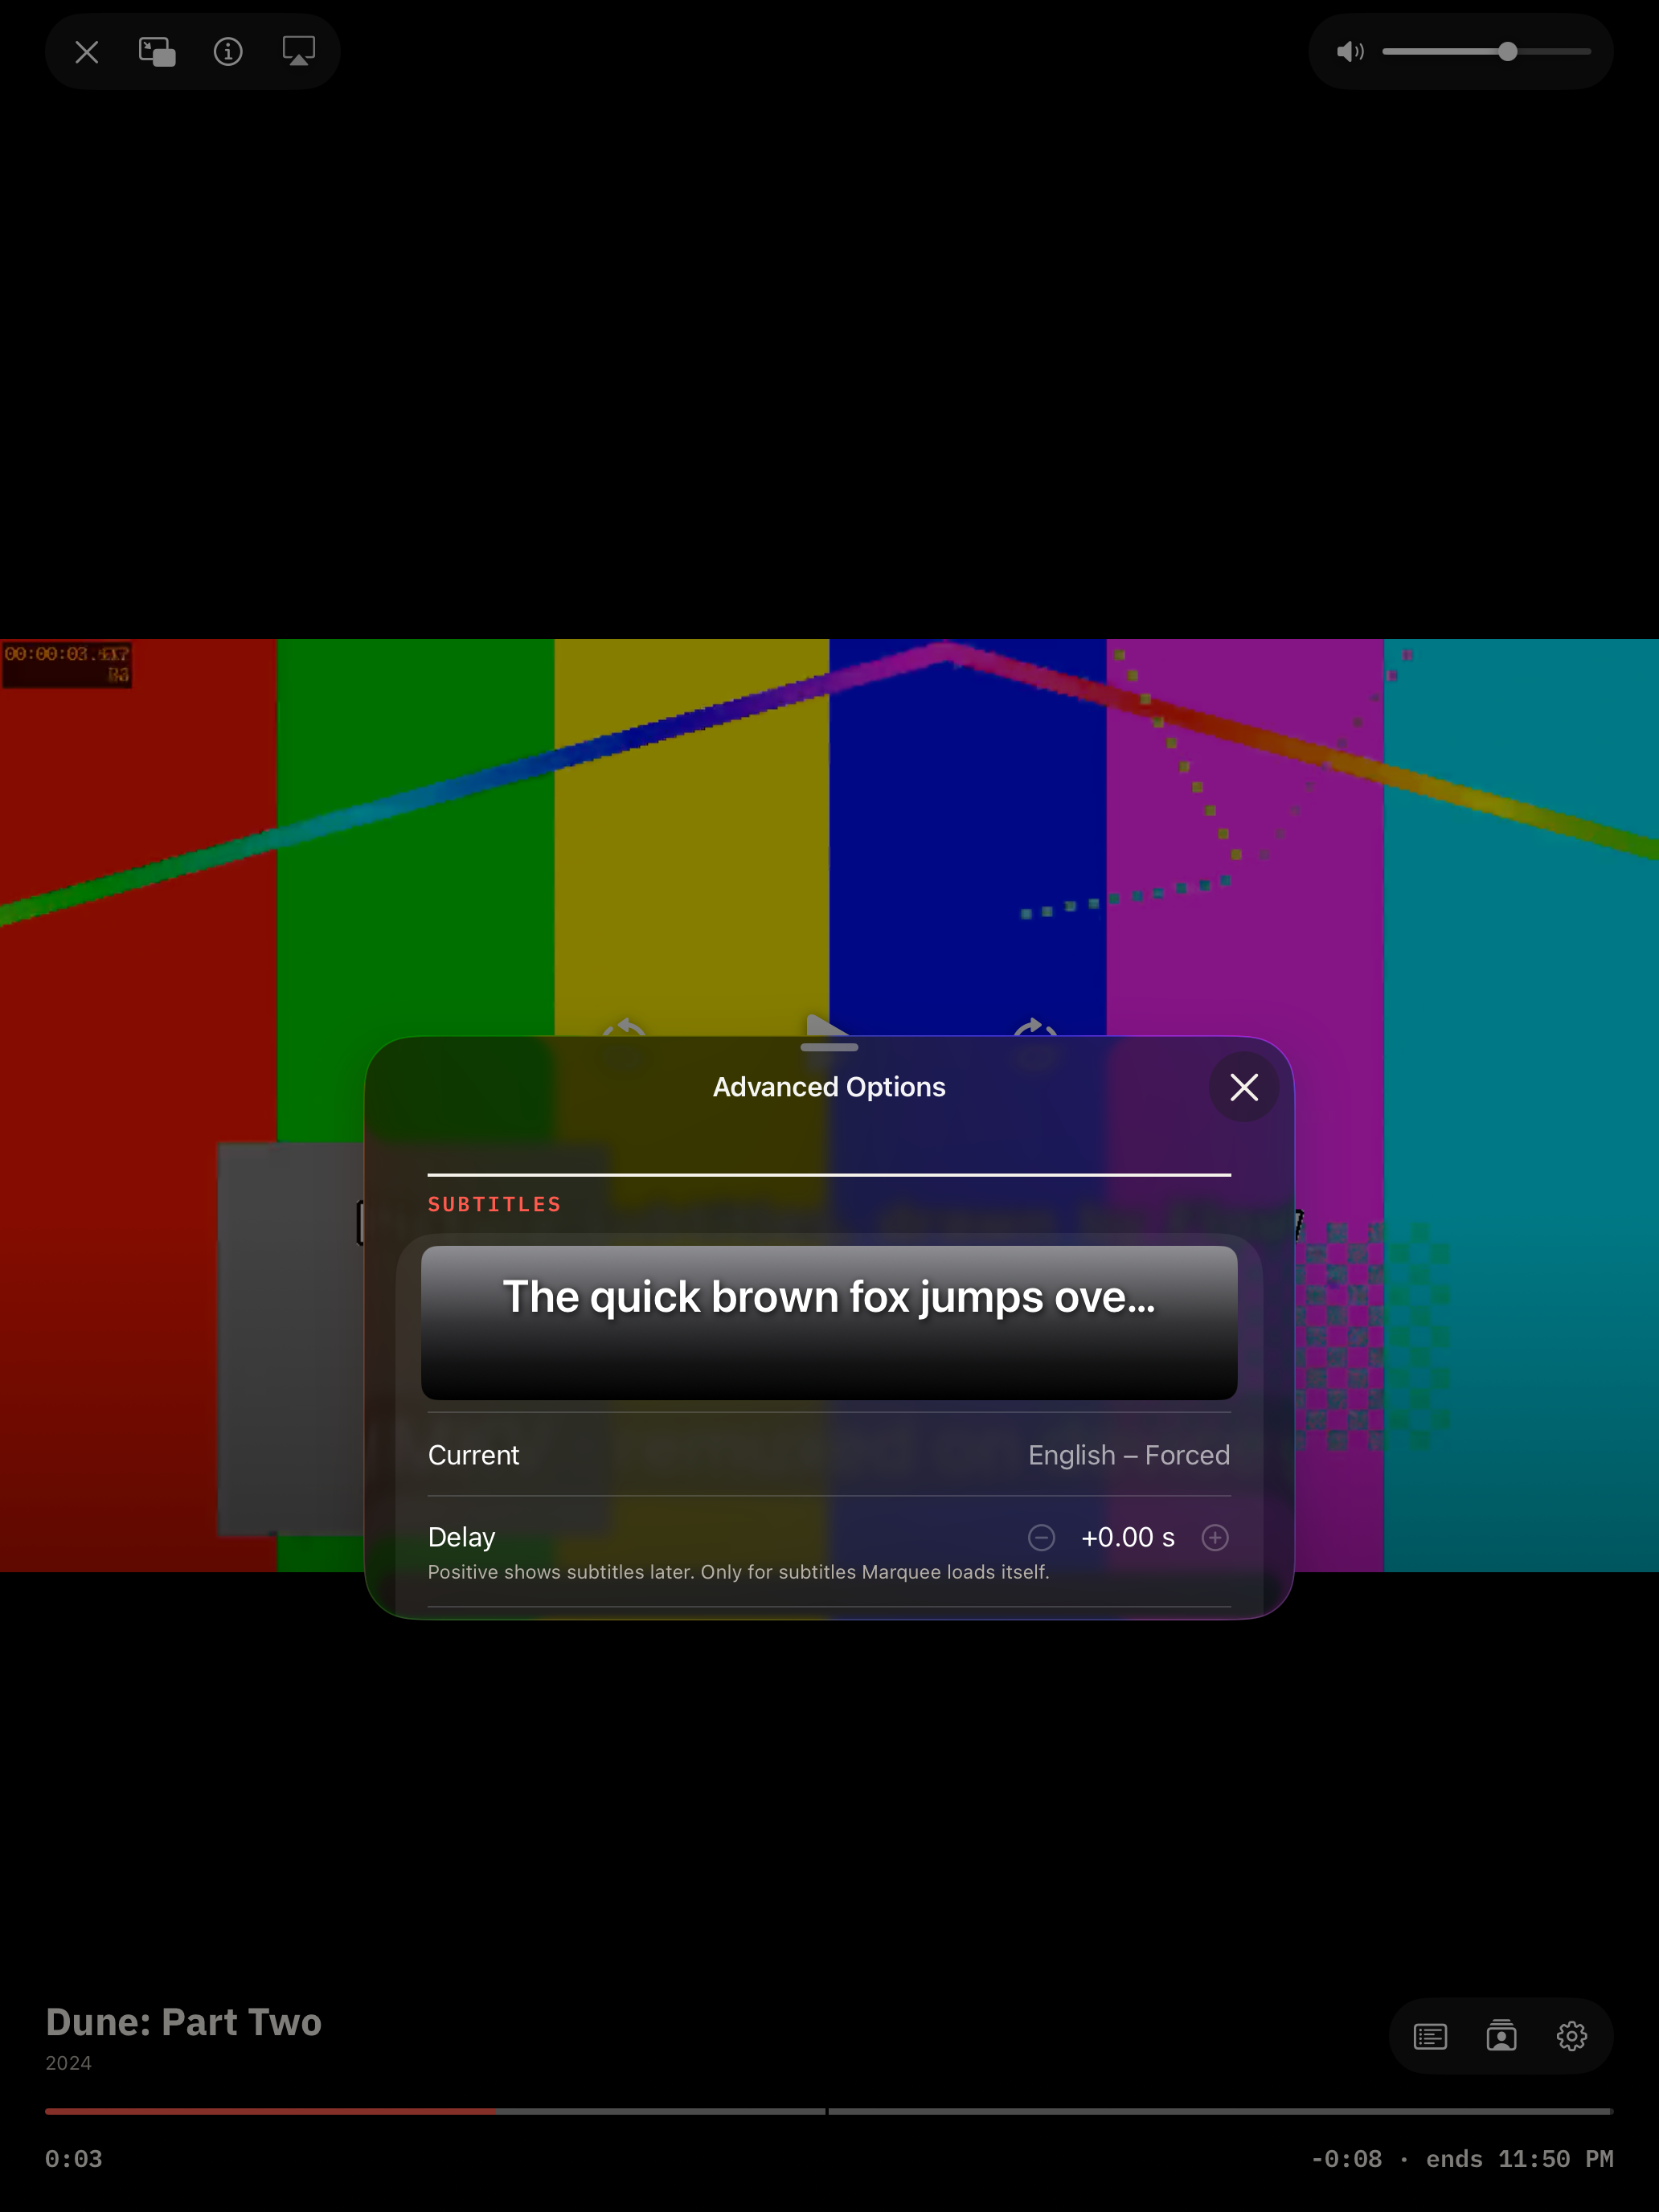 Advanced Options
SUBTITLES
The quick brown fox jumps ove...
Current English – Forced
Delay +0.00 s
Positive shows subtitles later. Only for subtitles Marquee loads itself.
Dune: Part Two
2024
0:03 -0:08 · ends 11:50 PM